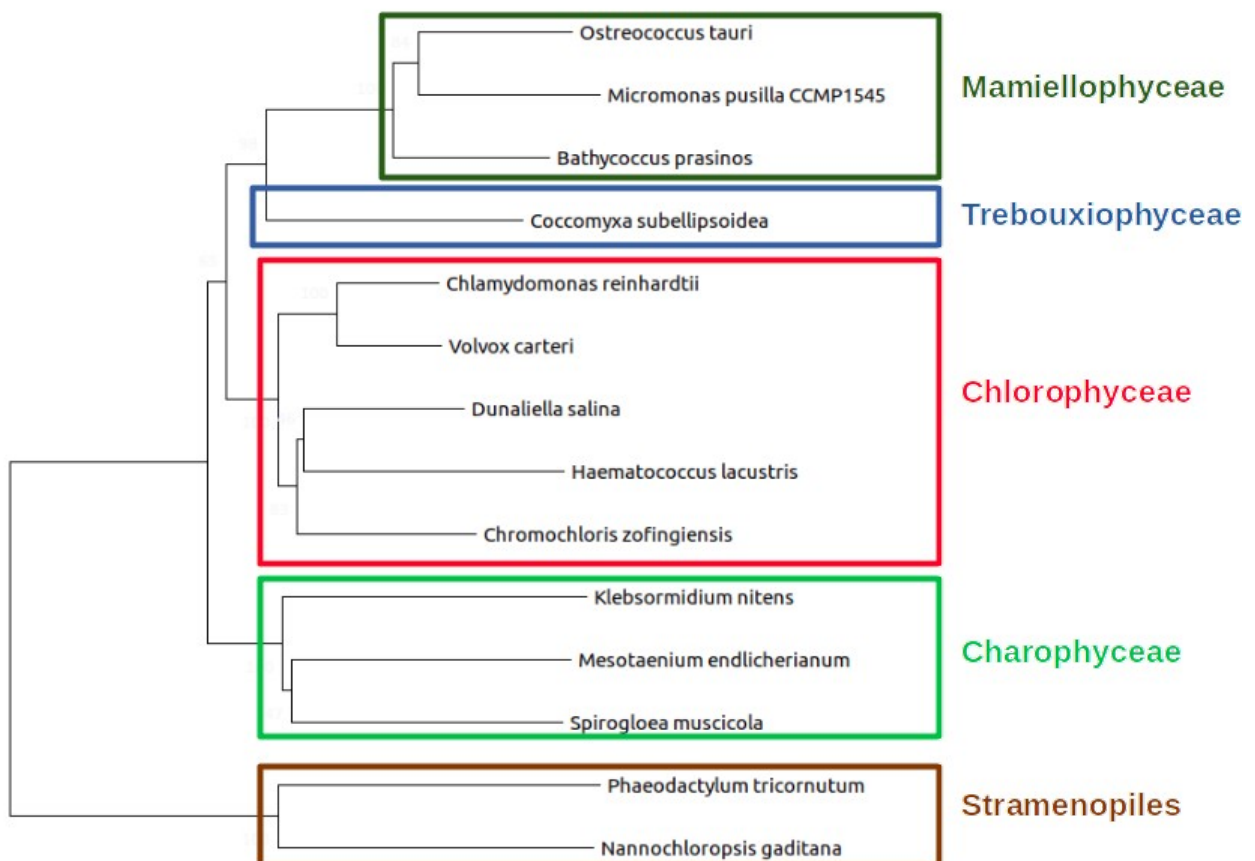 Ostreococcus tauri
Micromonas pusilla CCMP1545
Mamiellophyceae
Bathycoccus prasinos
Coccomyxa subellipsoidea
Trebouxiophyceae
Chlamydomonas reinhardtii
Volvox carteri
Chlorophyceae
Dunaliella salina
Haematococcus lacustris
Chromochloris zofingiensis
Klebsormidium nitens
Charophyceae
Mesotaenium endlicherianum
Spirogloea muscicola
Phaeodactylum tricornutum
Stramenopiles
Nannochloropsis gaditana